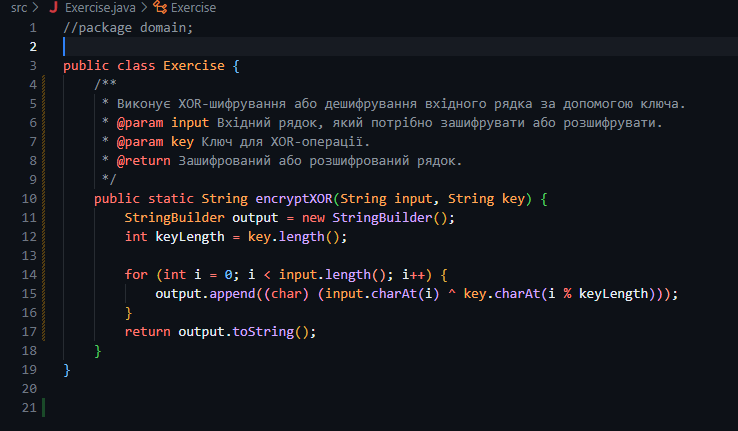 src > J Exercise.java > Exercise
1 //package domain;
2
3 public class Exercise {
4 /**
5 * Виконує XOR-шифрування або дешифрування вхідного рядка за допомогою ключа.
6 * @param input Вхідний рядок, який потрібно зашифрувати або розшифрувати.
7 * @param key Ключ для XOR-операції.
8 * @return Зашифрований або розшифрований рядок.
9 */
10 public static String encryptXOR(String input, String key) {
11 StringBuilder output = new StringBuilder();
12 int keyLength = key.length();
13
14 for (int i = 0; i < input.length(); i++) {
15 output.append((char) (input.charAt(i) ^ key.charAt(i % keyLength)));
16 }
17 return output.toString();
18 }
19 }
20
21